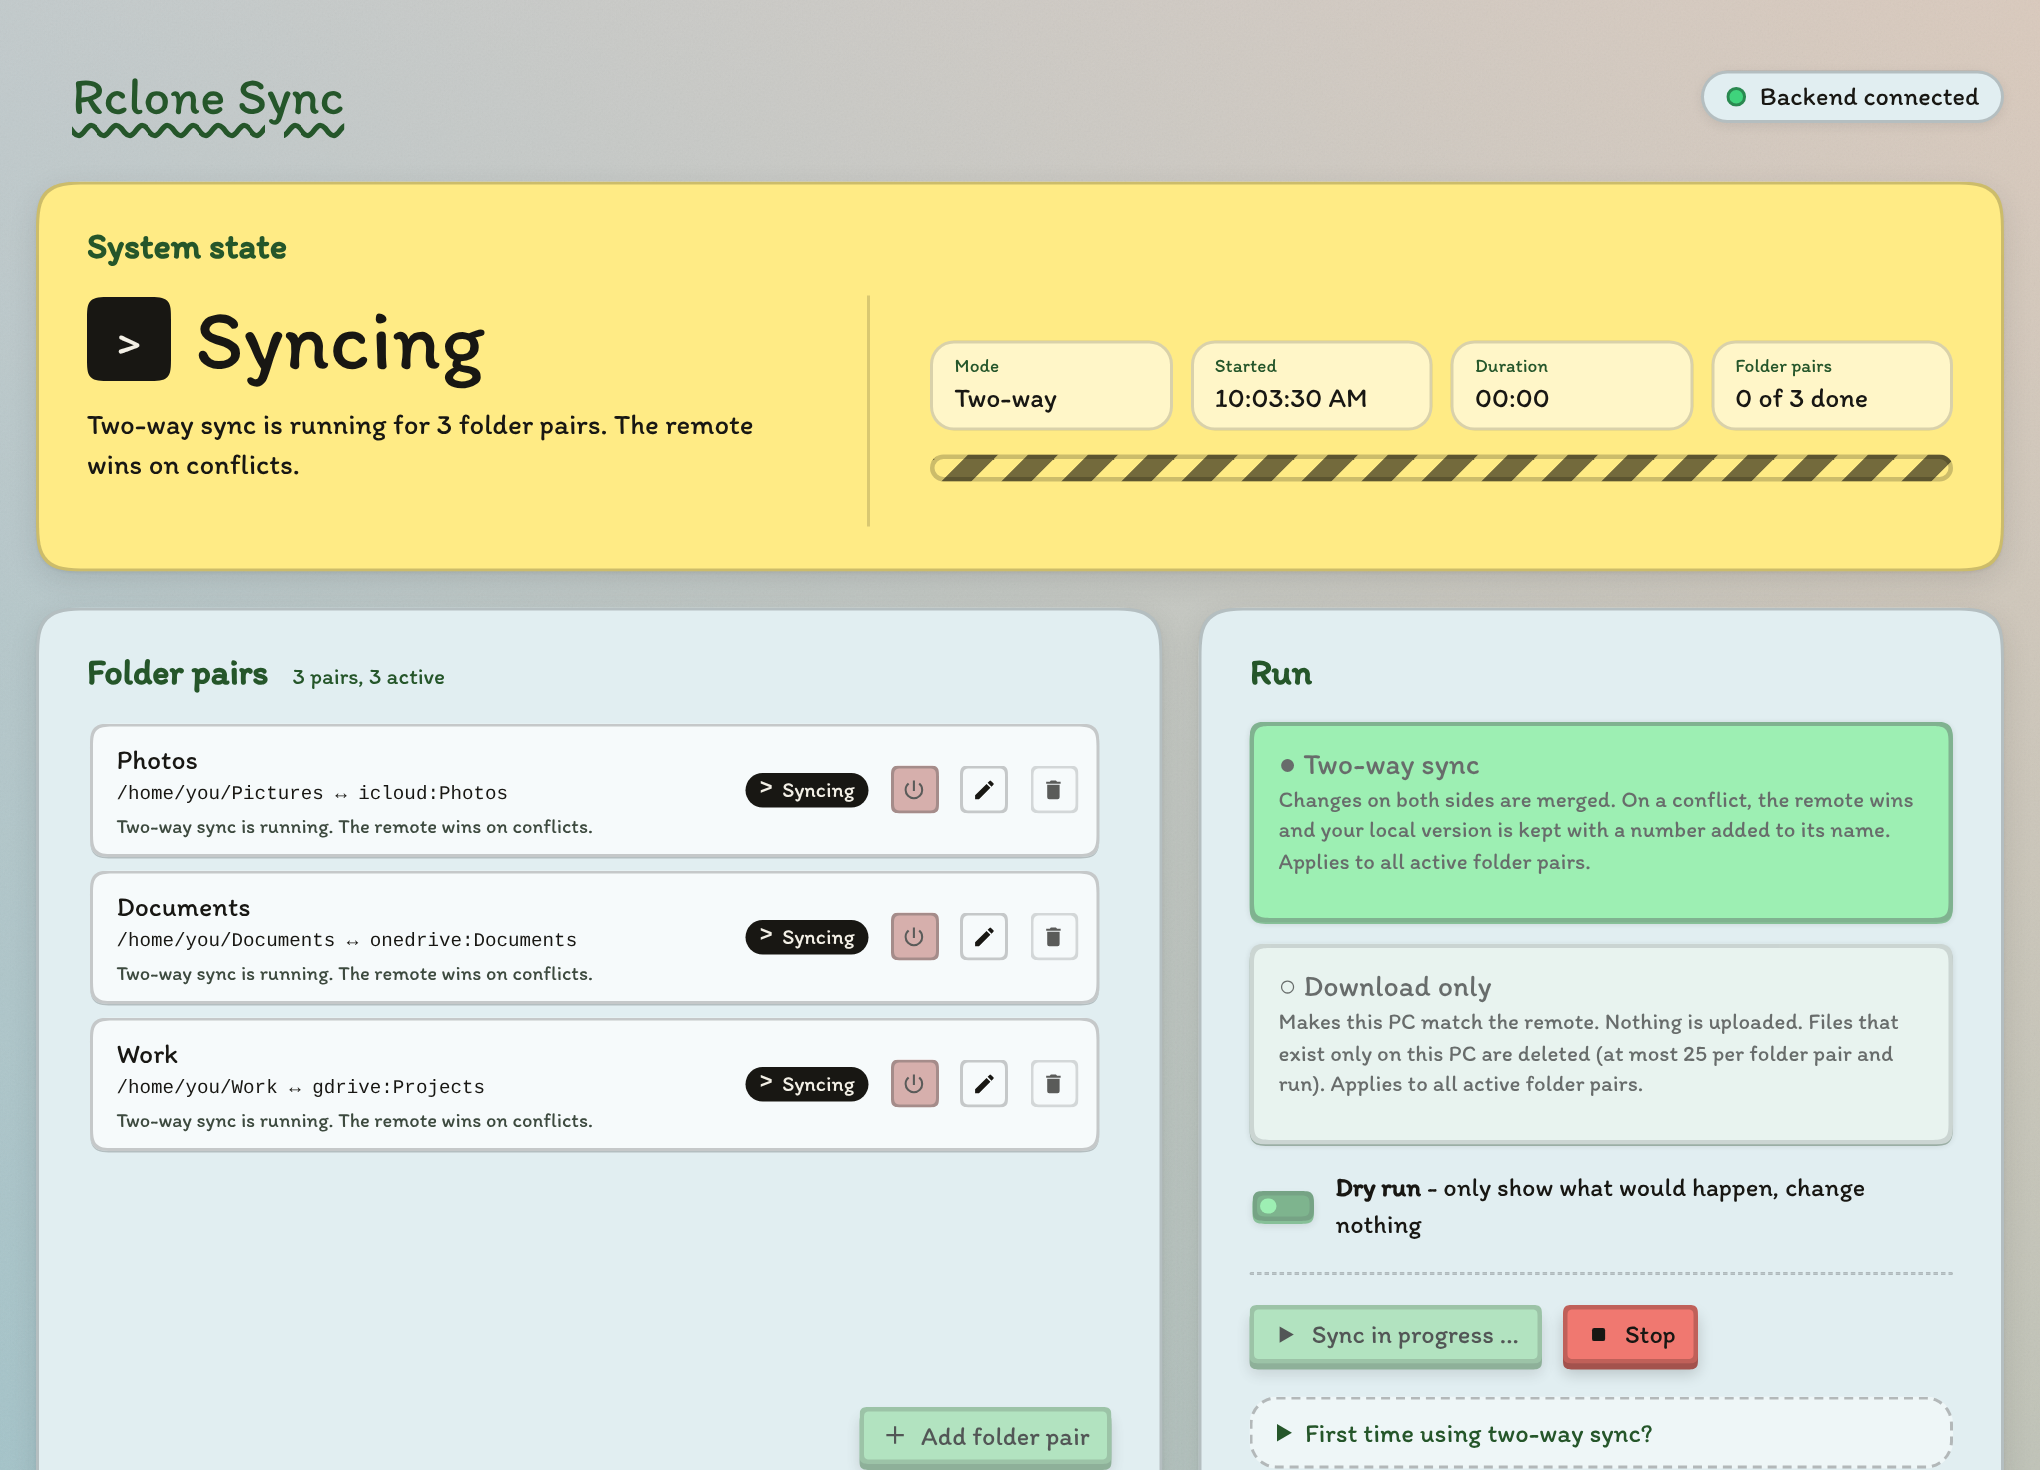 Rclone Sync
Backend connected
System state
> Syncing
Two-way sync is running for 3 folder pairs. The remote
wins on conflicts.
Mode
Two-way
Started
10:03:30 AM
Duration
00:00
Folder pairs
0 of 3 done
Folder pairs 3 pairs, 3 active
Photos
/home/you/Pictures ↔ icloud:Photos
Two-way sync is running. The remote wins on conflicts.
> Syncing
Documents
/home/you/Documents ↔ onedrive:Documents
Two-way sync is running. The remote wins on conflicts.
> Syncing
Work
/home/you/Work ↔ gdrive:Projects
Two-way sync is running. The remote wins on conflicts.
> Syncing
+ Add folder pair
Run
Two-way sync
Changes on both sides are merged. On a conflict, the remote wins
and your local version is kept with a number added to its name.
Applies to all active folder pairs.
Download only
Makes this PC match the remote. Nothing is uploaded. Files that
exist only on this PC are deleted (at most 25 per folder pair and
run). Applies to all active folder pairs.
Dry run - only show what would happen, change
nothing
Sync in progress ...
Stop
First time using two-way sync?